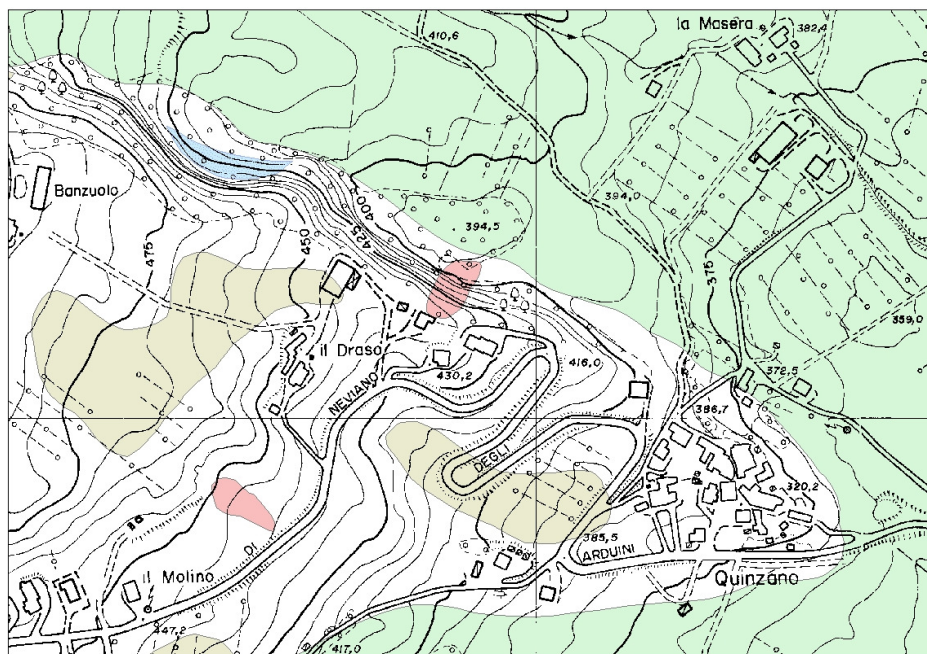 la Masera
382,4
410,6
Banzuolo
475
450
425
400
394,5
394,0
375
359,0
il Draso
430,2
416,0
372,5
NEVIANO
DEGLI
386,7
320,2
385,5
ARDUINI
DI
Quinzano
il Molino
447,2
417,0